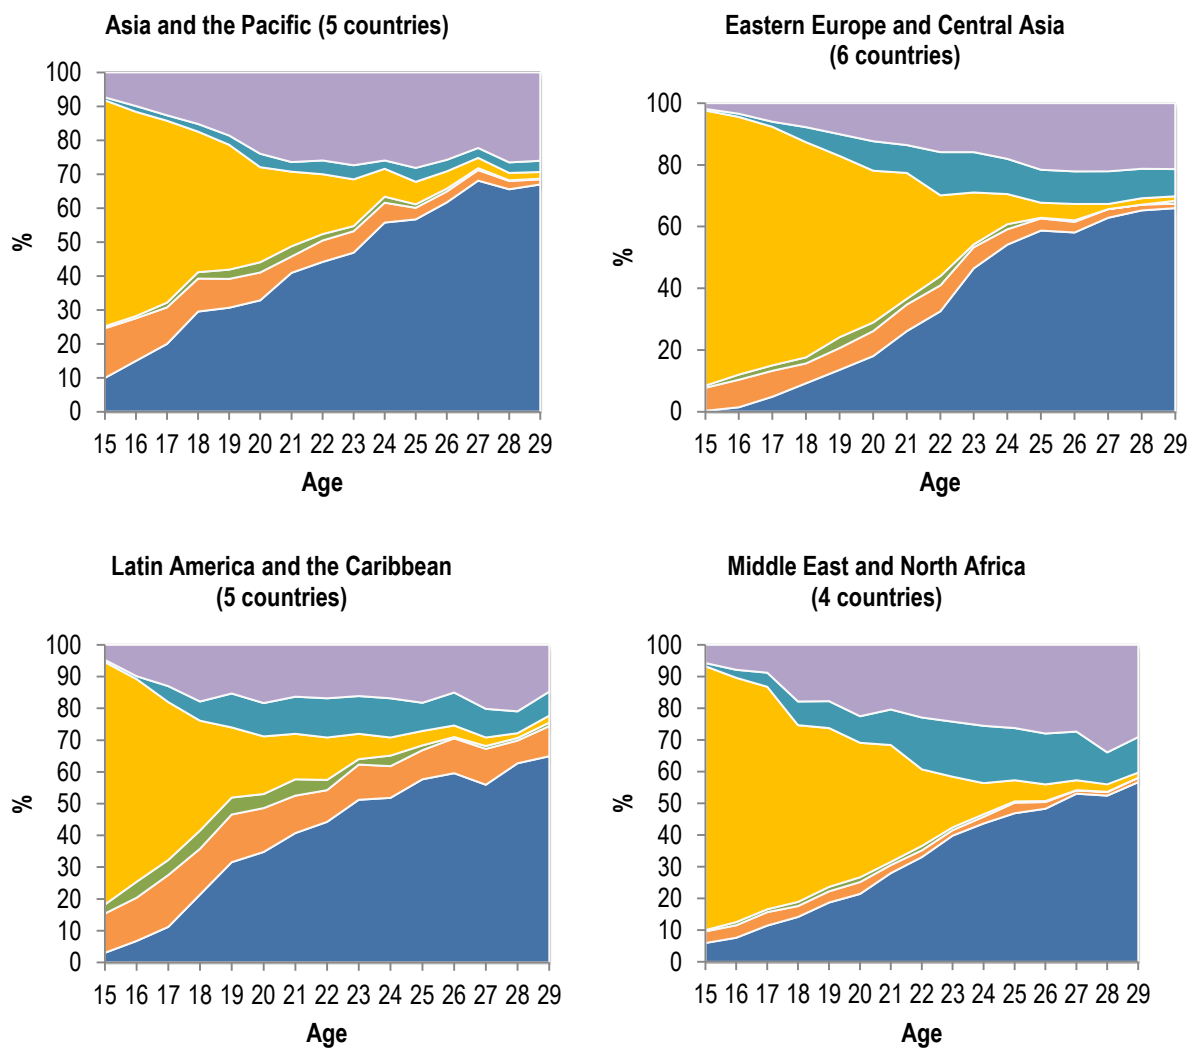 Asia and the Pacific (5 countries)
100
90
80
70
60
50
40
30
20
10
0
%
15 16 17 18 19 20 21 22 23 24 25 26 27 28 29
Age
Eastern Europe and Central Asia
(6 countries)
100
80
60
40
20
0
%
15 16 17 18 19 20 21 22 23 24 25 26 27 28 29
Age
Latin America and the Caribbean
(5 countries)
100
90
80
70
60
50
40
30
20
10
0
%
15 16 17 18 19 20 21 22 23 24 25 26 27 28 29
Age
Middle East and North Africa
(4 countries)
100
90
80
70
60
50
40
30
20
10
0
%
15 16 17 18 19 20 21 22 23 24 25 26 27 28 29
Age